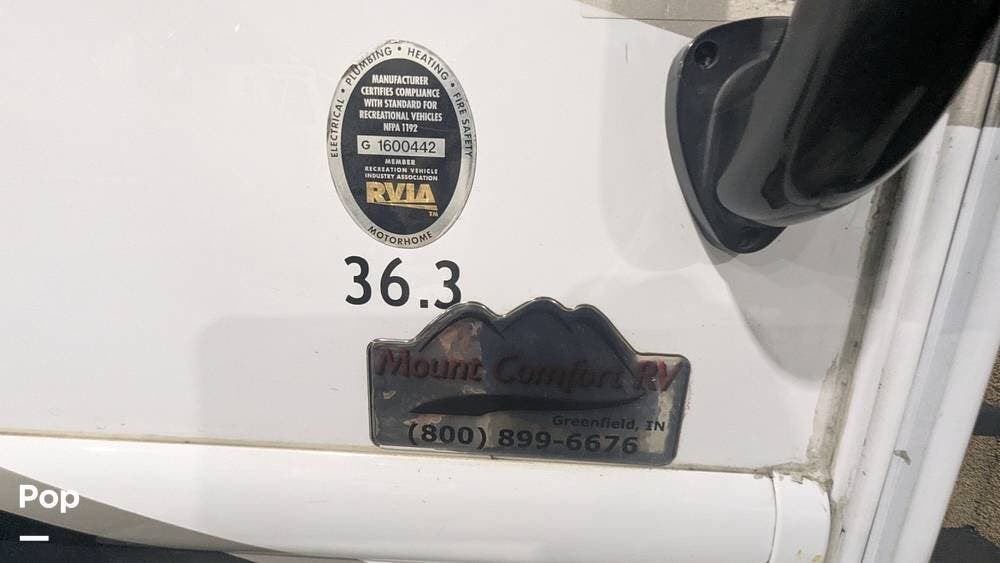 ELECTRICAL • PLUMBING • HEATING • FIRE SAFETY
MANUFACTURER
CERTIFIES COMPLIANCE
WITH STANDARD FOR
RECREATIONAL VEHICLES
NFPA 1192
G 1600442
MEMBER
RECREATION VEHICLE
INDUSTRY ASSOCIATION
RVIA
TM
MOTORHOME
36.3
Mount Comfort RV
Greenfield, IN
(800) 899-6676
Pop